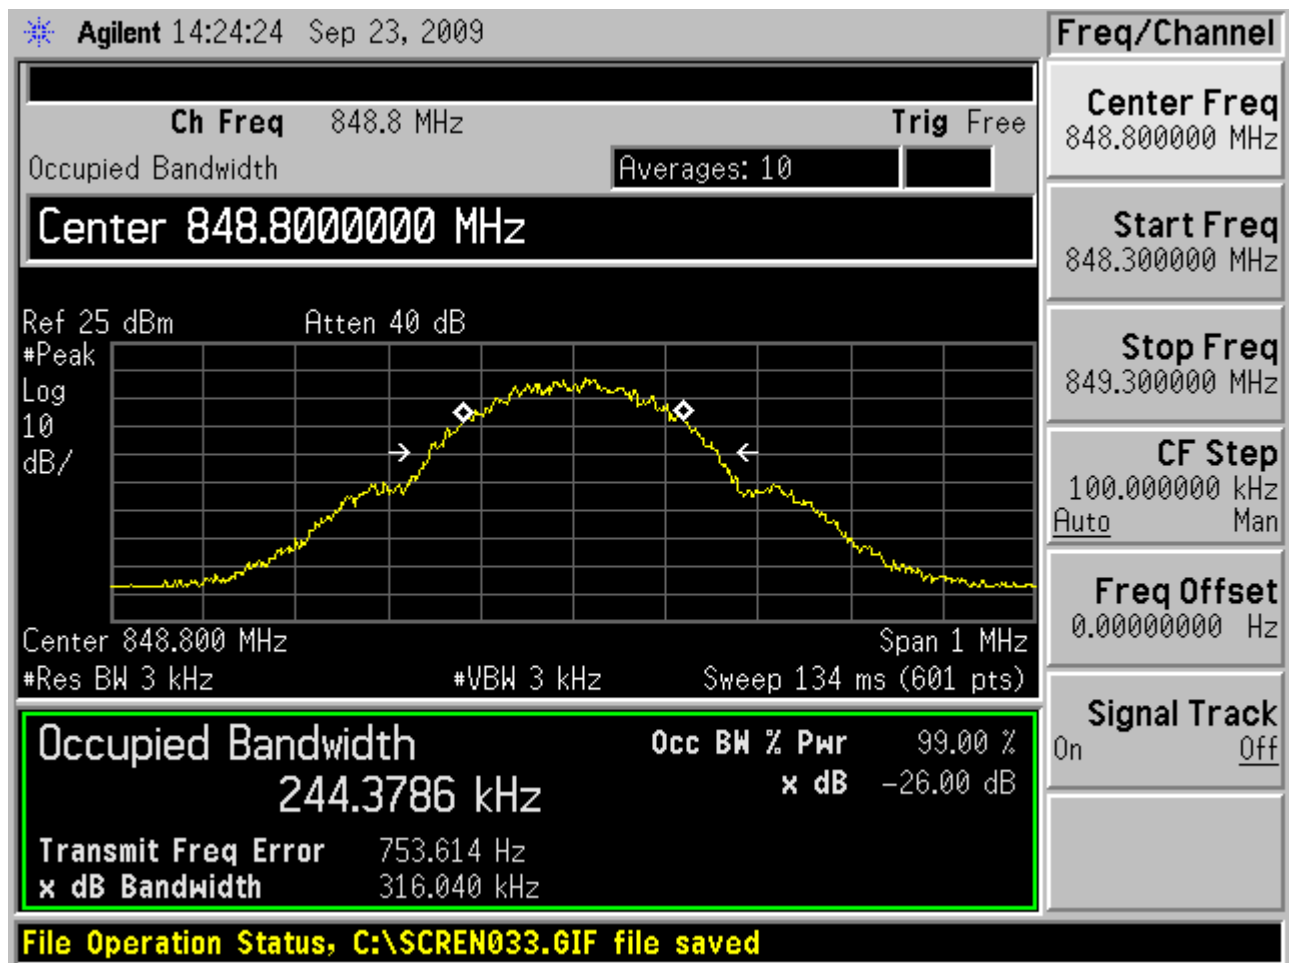 Agilent 14:24:24 Sep 23, 2009
Freq/Channel
Ch Freq 848.8 MHz Trig Free
Occupied Bandwidth Averages: 10
Center 848.8000000 MHz
Ref 25 dBm Atten 40 dB
#Peak
Log
10
dB/
Center 848.800 MHz Span 1 MHz
#Res BW 3 kHz #VBW 3 kHz Sweep 134 ms (601 pts)
Occupied Bandwidth Occ BW % Pwr 99.00 %
244.3786 kHz x dB -26.00 dB
Transmit Freq Error 753.614 Hz
x dB Bandwidth 316.040 kHz
File Operation Status, C:\SCREN033.GIF file saved
Center Freq
848.800000 MHz
Start Freq
848.300000 MHz
Stop Freq
849.300000 MHz
CF Step
100.000000 kHz
Auto Man
Freq Offset
0.00000000 Hz
Signal Track
On Off